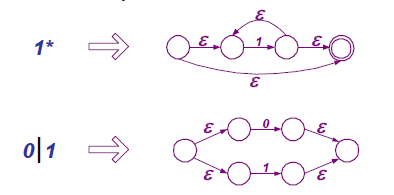 ε
1* ε 1 ε
ε
ε 0 ε
0|1
ε 1 ε